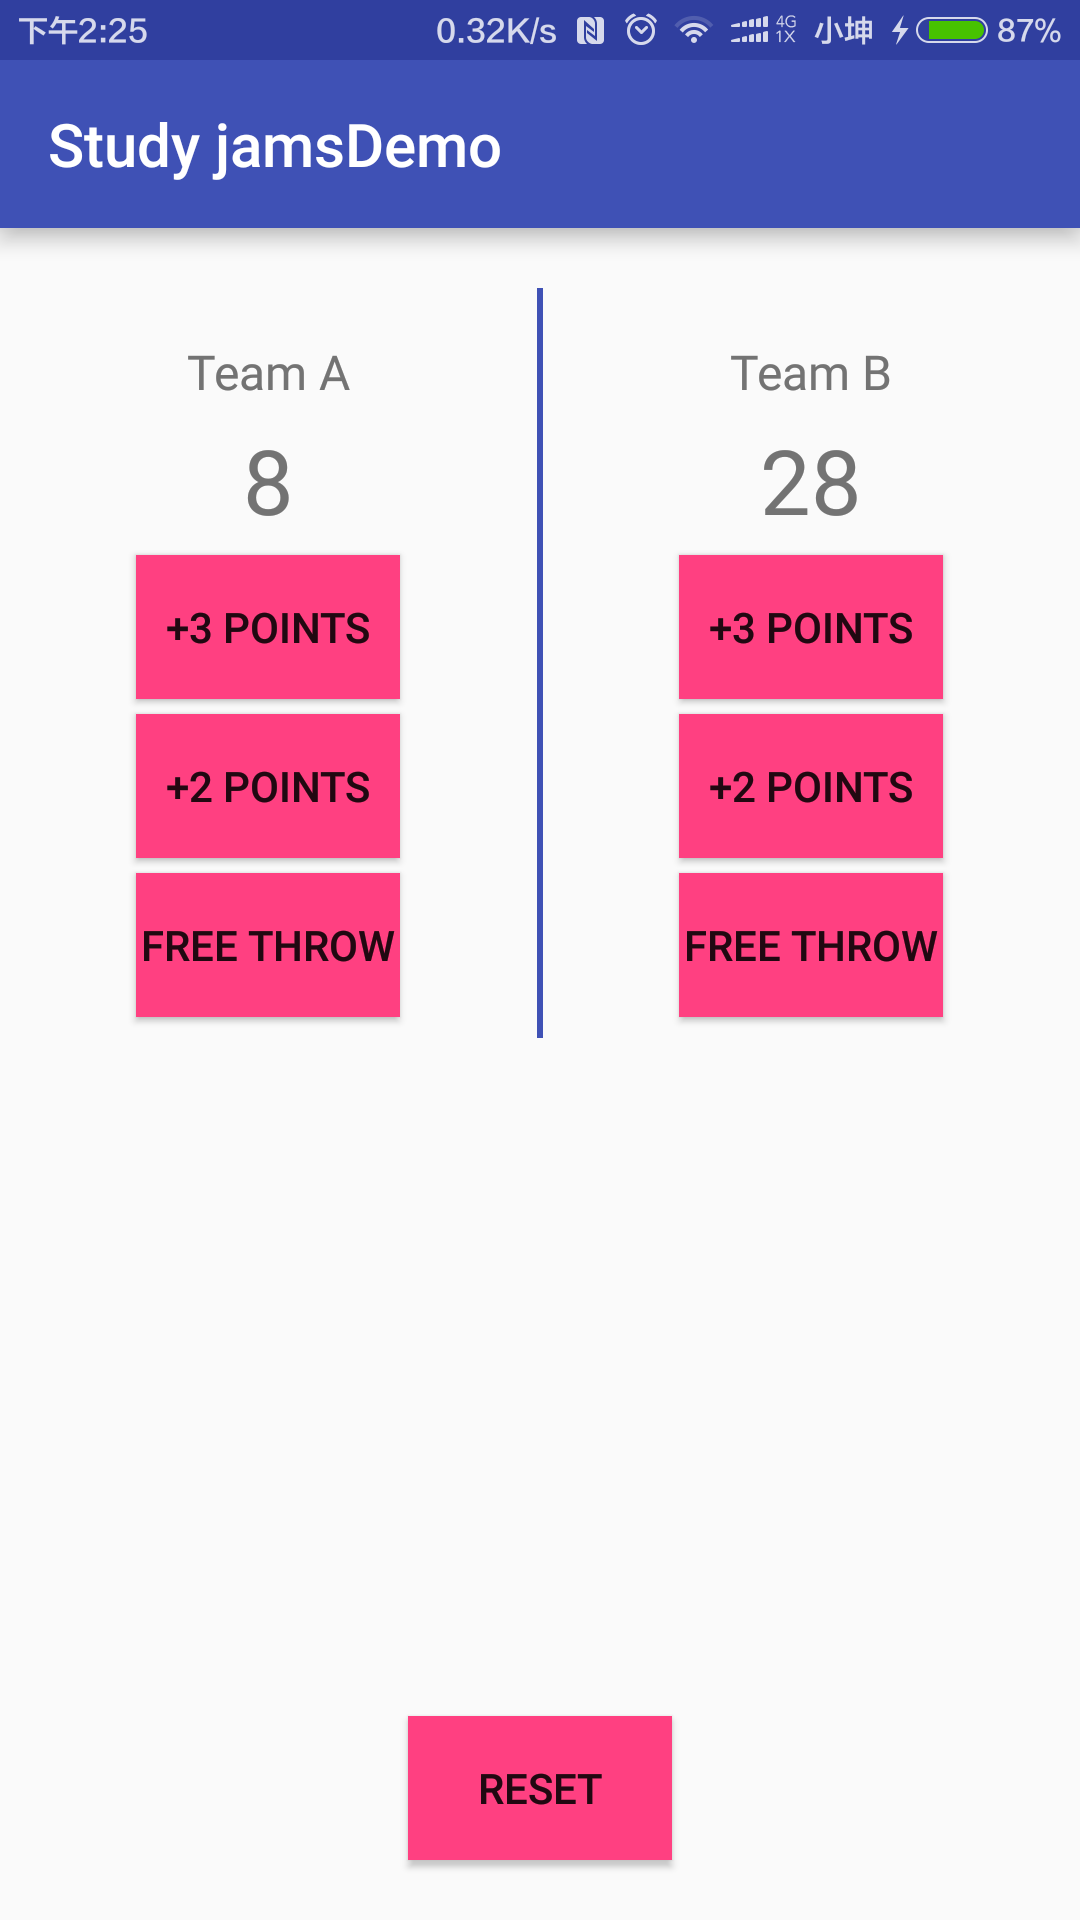 下午2:25 0.32K/s 4G 1X 小坤 87%
Study jamsDemo
Team A Team B
8 28
+3 POINTS +3 POINTS
+2 POINTS +2 POINTS
FREE THROW FREE THROW
RESET